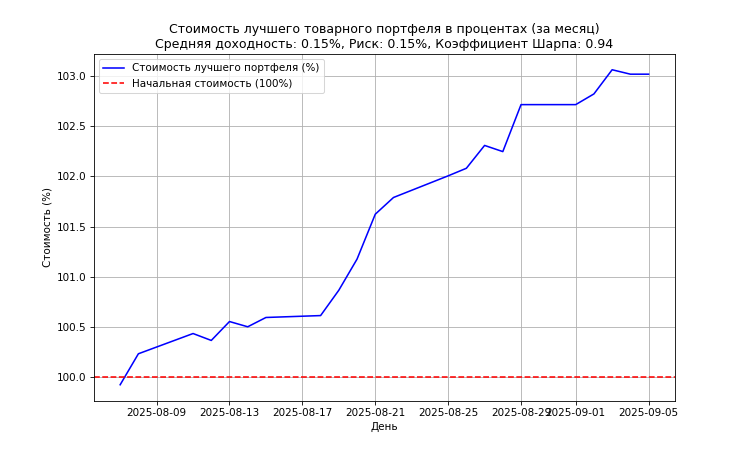 Стоимость лучшего товарного портфеля в процентах (за месяц)
Средняя доходность: 0.15%, Риск: 0.15%, Коэффициент Шарпа: 0.94
Стоимость лучшего портфеля (%)
Начальная стоимость (100%)
Стоимость (%)
103.0
102.5
102.0
101.5
101.0
100.5
100.0
2025-08-09 2025-08-13 2025-08-17 2025-08-21 2025-08-25 2025-08-29 2025-09-01 2025-09-05
День